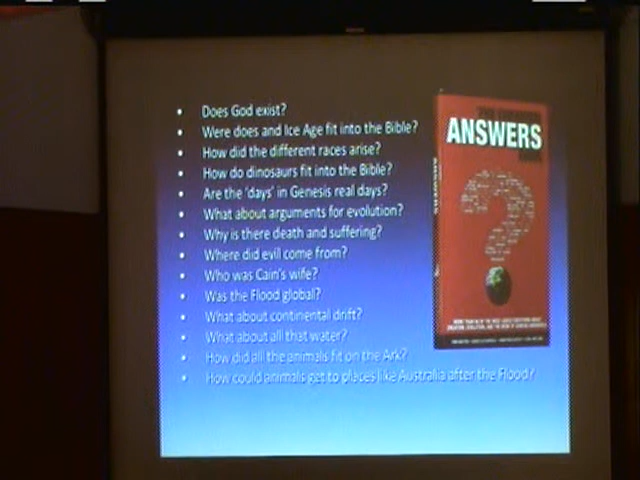 Does God exist?
Were does and Ice Age fit into the Bible?
How did the different races arise?
How do dinosaurs fit into the Bible?
Are the 'days' in Genesis real days?
What about arguments for evolution?
Why is there death and suffering?
Where did evil come from?
Who was Cain's wife?
Was the Flood global?
What about continental drift?
What about all that water?
How did all the animals fit on the Ark?
How could animals get to places like Australia after the Flood?
ANSWERS
ANSWERS